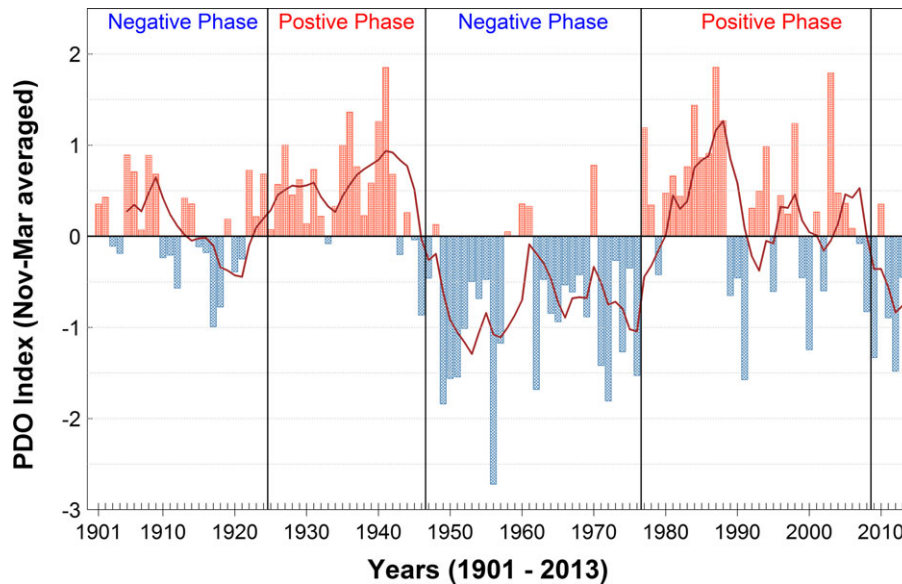 Negative Phase Postive Phase Negative Phase Positive Phase
PDO Index (Nov-Mar averaged)
2
1
0
-1
-2
-3
1901 1910 1920 1930 1940 1950 1960 1970 1980 1990 2000 2010
Years (1901 - 2013)